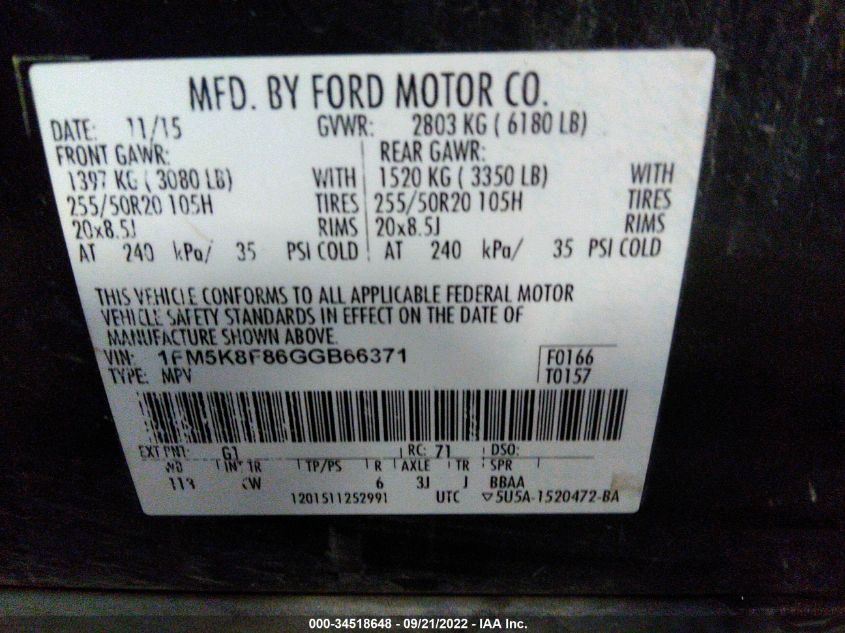 MFD. BY FORD MOTOR CO.
DATE: 11/15 GVWR: 2803 KG ( 6180 LB)
FRONT GAWR: REAR GAWR:
1397 KG ( 3080 LB) WITH 1520 KG ( 3350 LB) WITH
255/50R20 105H TIRES 255/50R20 105H TIRES
20x8.5J RIMS 20x8.5J RIMS
AT 240 kPa/ 35 PSI COLD AT 240 kPa/ 35 PSI COLD
THIS VEHICLE CONFORMS TO ALL APPLICABLE FEDERAL MOTOR
VEHICLE SAFETY STANDARDS IN EFFECT ON THE DATE OF
MANUFACTURE SHOWN ABOVE.
VIN: 1FM5K8F86GGB66371 F0166
TYPE: MPV T0157
EXT PNT: G1 RC: 71 DSO:
WB INT TR TP/PS R AXLE TR SPR
113 6 3J J BBAA
1201511252991 UTC ▽5U5A-1520472-BA
000-34518648 - 09/21/2022 - IAA Inc.